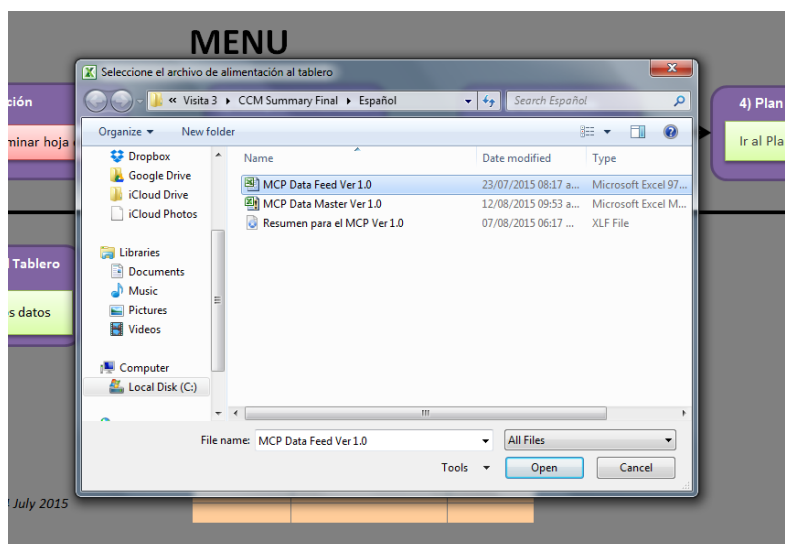 MENU
Seleccione el archivo de alimentación al tablero
« Visita 3 ▸ CCM Summary Final ▸ Español
Search Español
Organize
New folder
Name
Date modified
Type
Dropbox
Google Drive
iCloud Drive
iCloud Photos
Libraries
Documents
Music
Pictures
Videos
Computer
Local Disk (C:)
MCP Data Feed Ver 1.0 23/07/2015 08:17 a... Microsoft Excel 97...
MCP Data Master Ver 1.0 12/08/2015 09:53 a... Microsoft Excel M...
Resumen para el MCP Ver 1.0 07/08/2015 06:17 ... XLF File
File name: MCP Data Feed Ver 1.0
All Files
Tools
Open
Cancel
ción
minar hoja
Tablero
s datos
4) Plan
Ir al Pla
July 2015